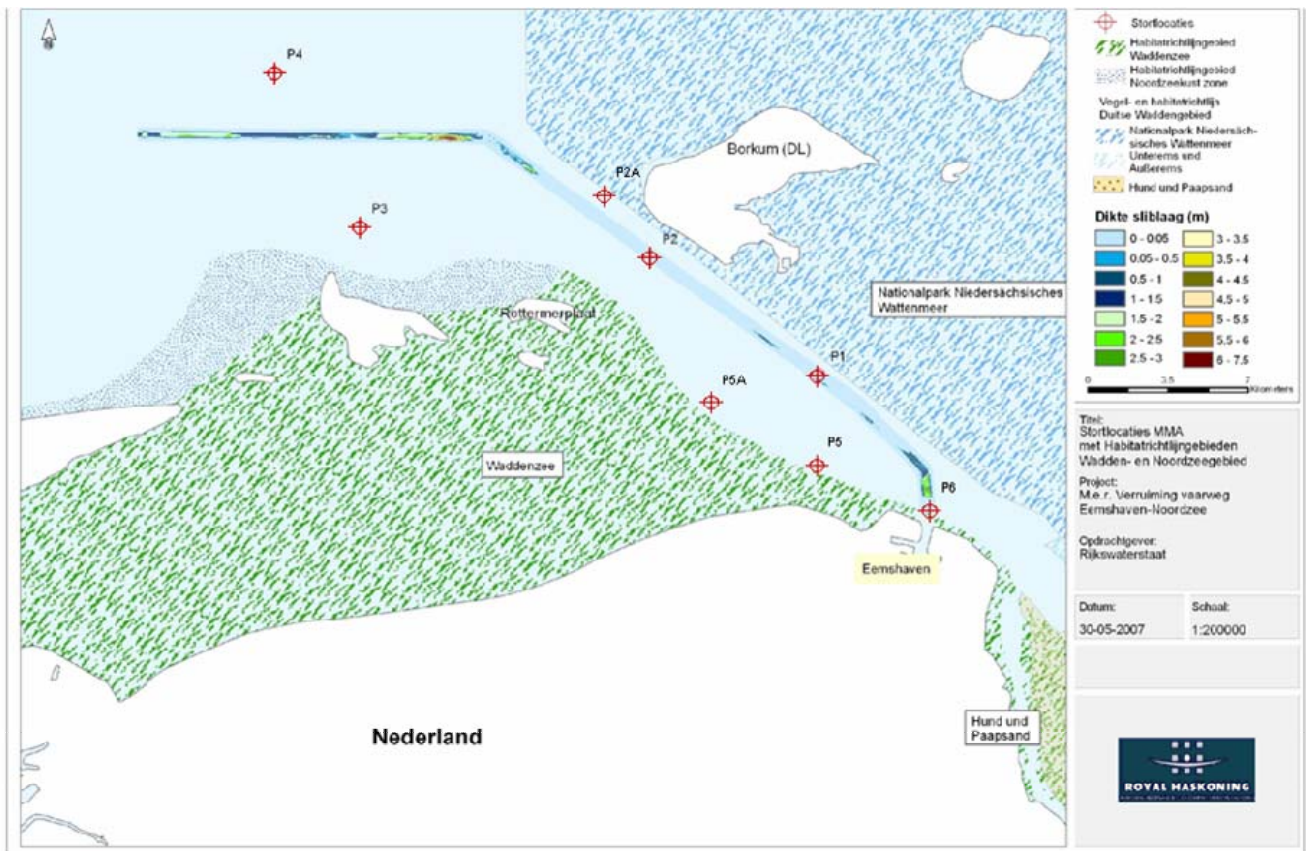 N
P4
P2A
P3
P2
Borkum (DL)
Nationalpark Niedersächsisches
Wattenmeer
Rottermerplaat
P1
P5A
P5
P6
Waddenzee
Eemshaven
Hund und
Paapsand
Nederland
Stortlocaties
Habitatrichtlijngebied
Waddenzee
Habitatrichtlijngebied
Noordzeekust zone
Vogel- en habitatrichtlijn
Duitse Waddengebied
Nationalpark Niedersäch-
sisches Wattenmeer
Unterems und
Außerems
Hund und Paapsand
Dikte sliblaag (m)
0 - 005 3 - 3.5
0.05 - 0.5 3.5 - 4
0.5 - 1 4 - 4.5
1 - 1.5 4.5 - 5
1.5 - 2 5 - 5.5
2 - 2.5 5.5 - 6
2.5 - 3 6 - 7.5
0 3.5 7
Kilometers
Titel:
Stortlocaties MMA
met Habitatrichtlijngebieden
Wadden- en Noordzeegebied
Project:
M.e.r. Verruiming vaarweg
Eemshaven-Noordzee
Opdrachtgever:
Rijkswaterstaat
Datum: Schaal:
30-05-2007 1:200000
ROYAL HASKONING